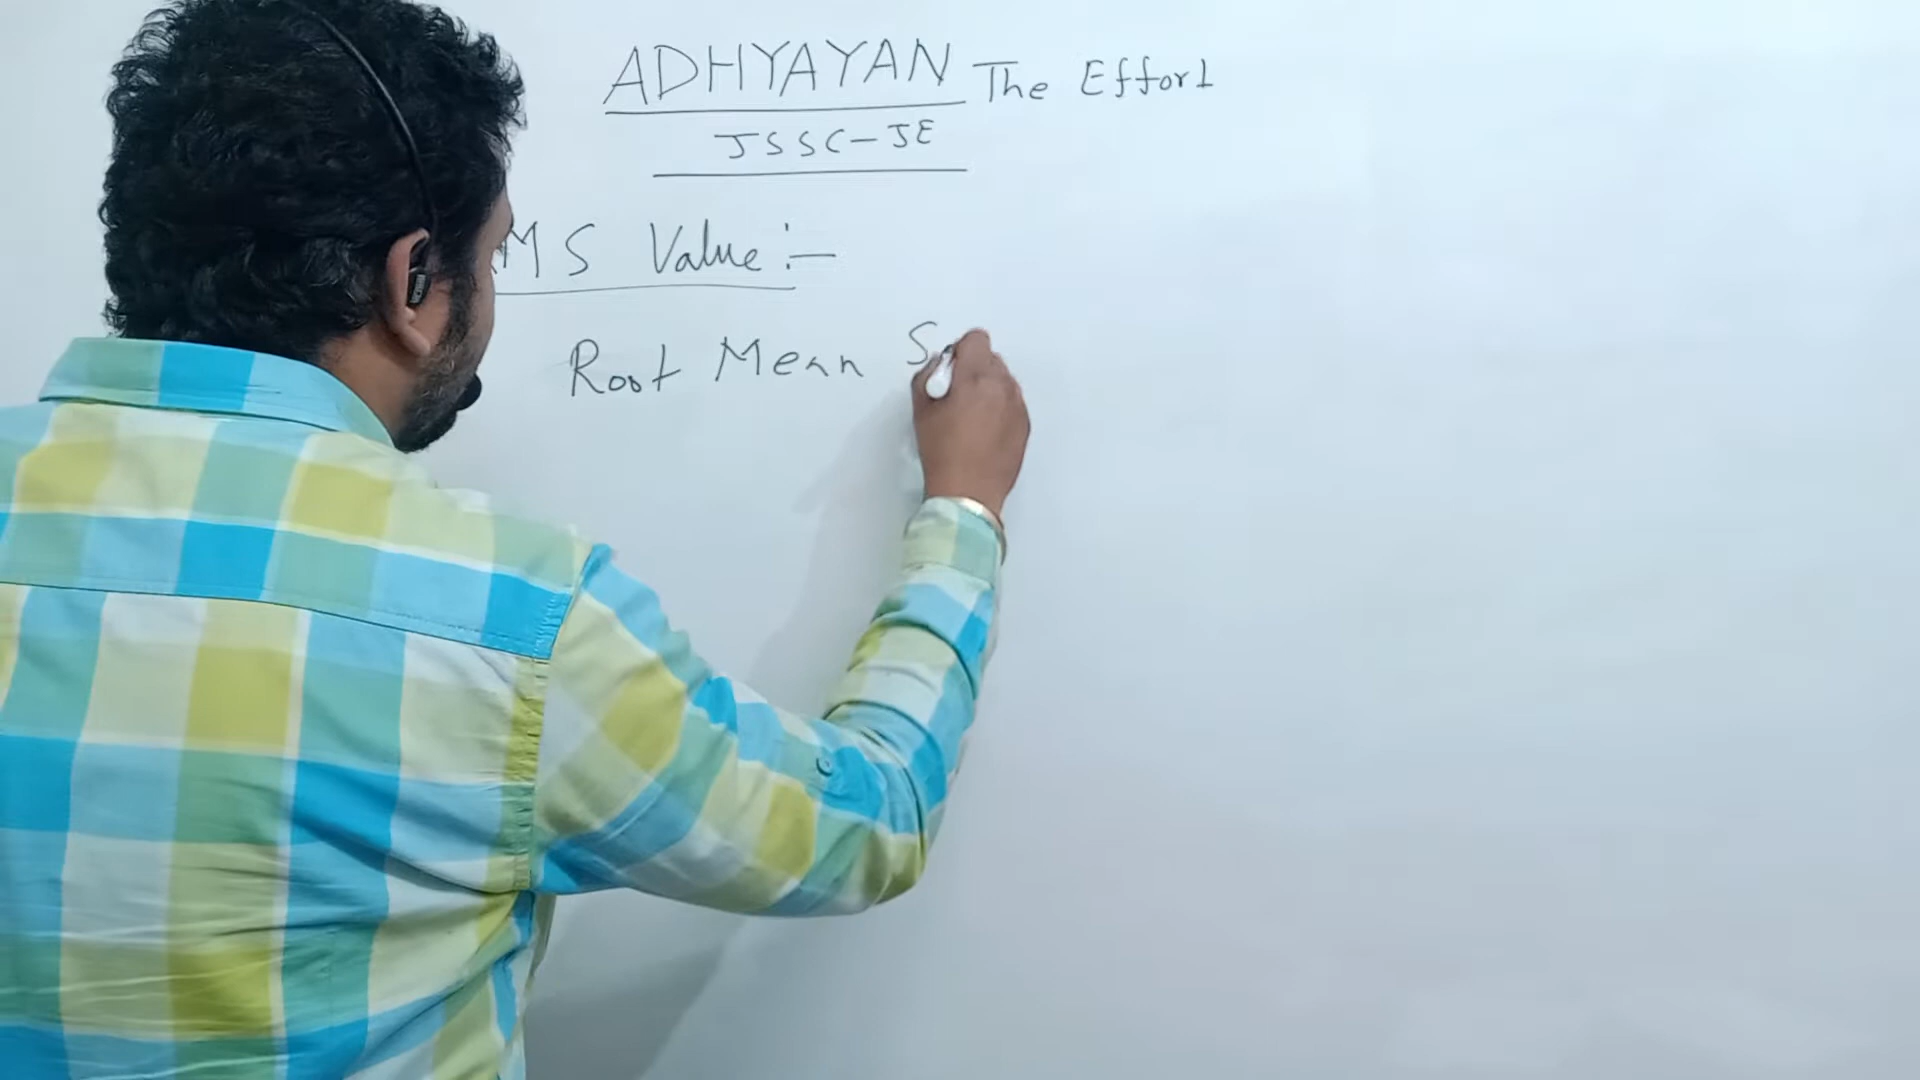 ADHYAYAN The Effort
JSSC-JE
MS Value :-
Root Mean